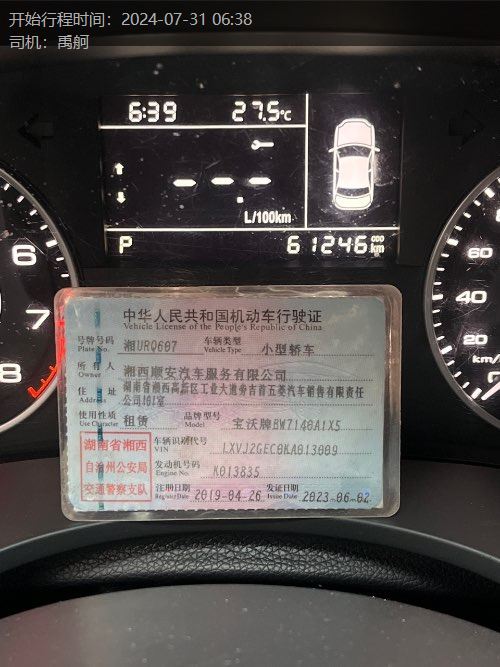 开始行程时间：2024-07-31 06:38
司机：禹舸
6:39 27.5℃
-- -- --
L/100km
P 61246 km
6
7
8
60
40
20
km/h
中华人民共和国机动车行驶证
Vehicle License of the People's Republic of China
号牌号码 Plate No. 湘URQ607 车辆类型 Vehicle Type 小型轿车
所有人 Owner 湘西顺安汽车服务有限公司
住址 Address 湖南省湘西高新区工业大道旁吉首五菱汽车销售有限责任
公司101室
使用性质 Use Character 租赁 品牌型号 Model 宝沃牌BW7140A1X5
湖南省湘西
自治州公安局
交通警察支队
车辆识别代号 VIN LXVJ2GEC0KA013009
发动机号码 Engine No. K013835
注册日期 Register Date 2019-04-26 发证日期 Issue Date 2023-06-02